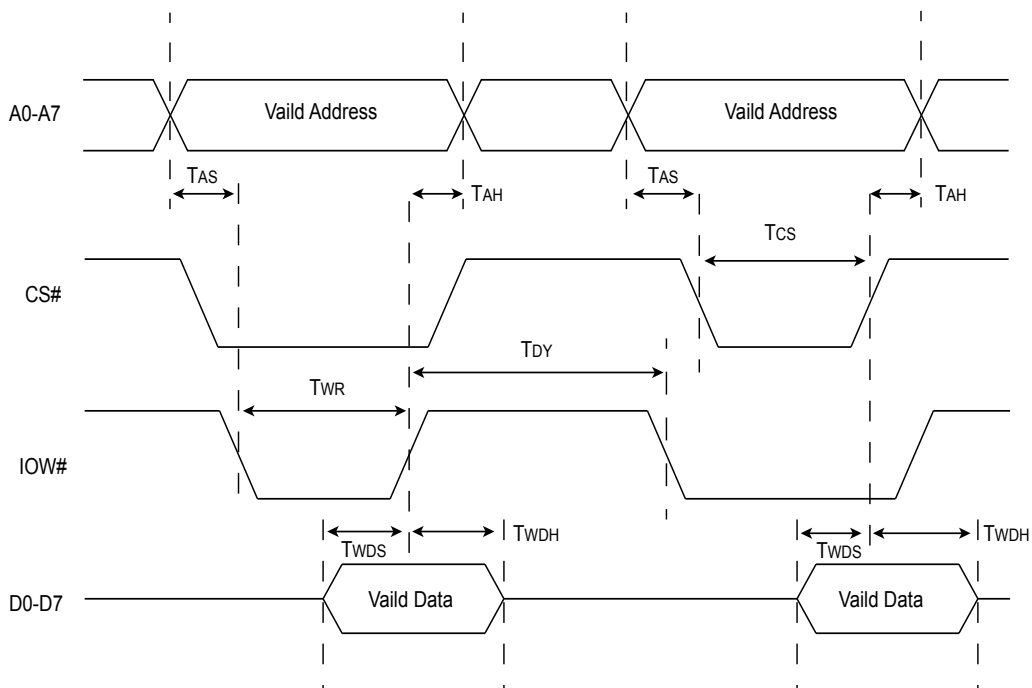 A0-A7
Vaild Address
Vaild Address
TAS
TAH
TAS
TAH
TCS
CS#
TDY
TWR
IOW#
TWDS
TWDH
TWDS
TWDH
D0-D7
Vaild Data
Vaild Data